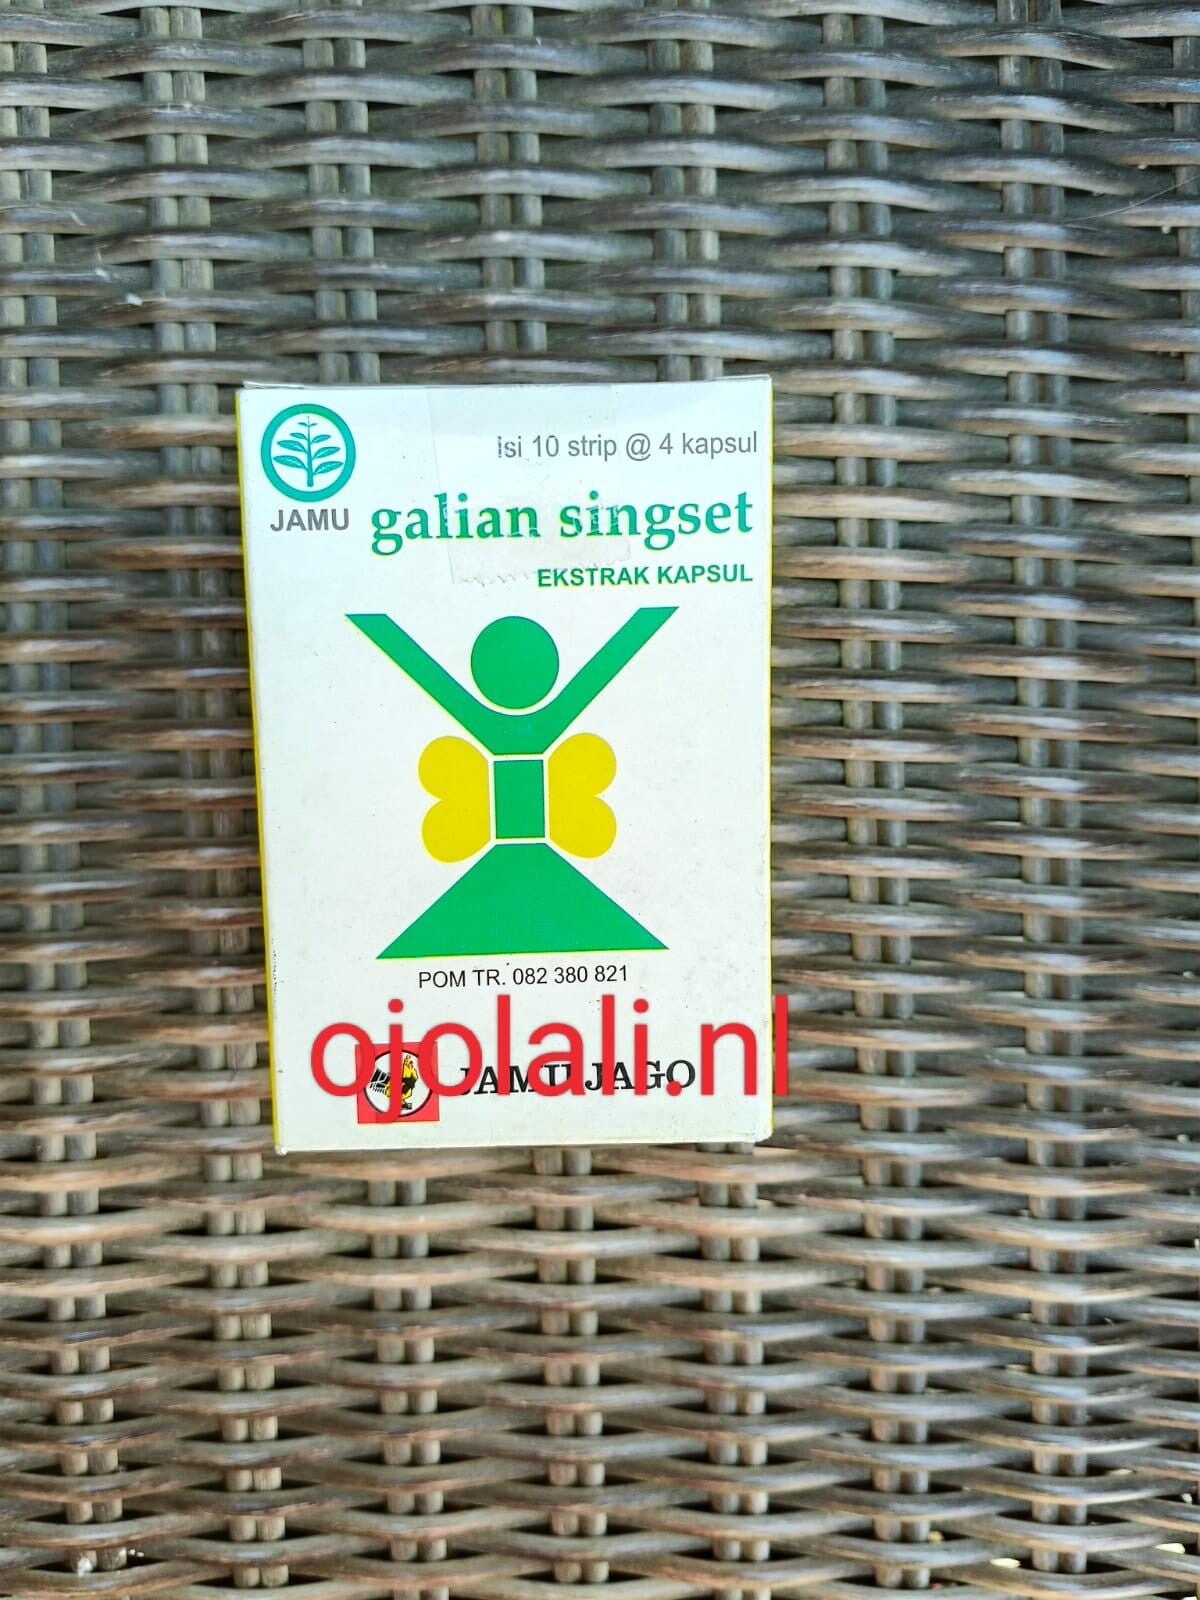 isi 10 strip @ 4 kapsul
JAMU
galian singset
EKSTRAK KAPSUL
POM TR. 082 380 821
ojolali.nl
JAMU JAGO